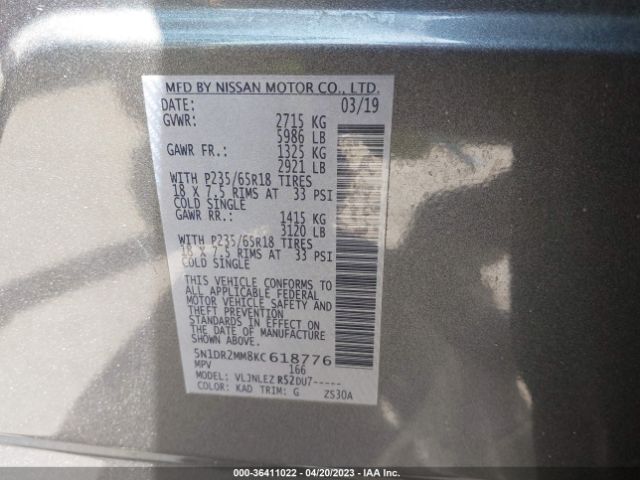 MFD BY NISSAN MOTOR CO., LTD.
DATE: 03/19
GVWR: 2715 KG
5986 LB
GAWR FR.: 1325 KG
2921 LB
WITH P235/65R18 TIRES
18 X 7.5 RIMS AT 33 PSI
COLD SINGLE
GAWR RR.: 1415 KG
3120 LB
WITH P235/65R18 TIRES
18 X 7.5 RIMS AT 33 PSI
COLD SINGLE
THIS VEHICLE CONFORMS TO
ALL APPLICABLE FEDERAL
MOTOR VEHICLE SAFETY AND
THEFT PREVENTION
STANDARDS IN EFFECT ON
THE DATE OF MANUFACTURE
SHOWN ABOVE.
5N1DR2MM8KC618776
MPV 166
MODEL: VLJNLEZ R52DU7-----
COLOR: KAD TRIM: G ZS30A
000-36411022 / 04/20/2023 / IAA Inc.